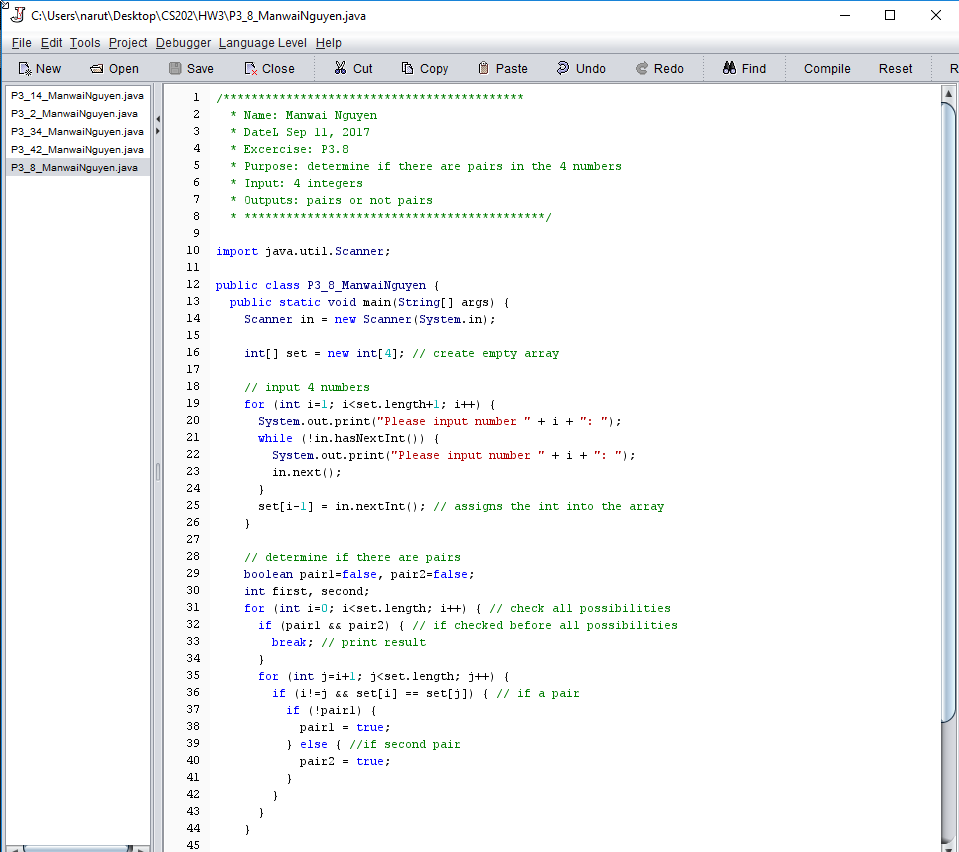 C:\Users\narut\Desktop\CS202\HW3\P3_8_ManwaiNguyen.java
File Edit Tools Project Debugger Language Level Help
New Open Save Close Cut Copy Paste Undo Redo Find Compile Reset R
P3_14_ManwaiNguyen.java
P3_2_ManwaiNguyen.java
P3_34_ManwaiNguyen.java
P3_42_ManwaiNguyen.java
P3_8_ManwaiNguyen.java
1 /*******************************************
2 * Name: Manwai Nguyen
3 * DateL Sep 11, 2017
4 * Excercise: P3.8
5 * Purpose: determine if there are pairs in the 4 numbers
6 * Input: 4 integers
7 * Outputs: pairs or not pairs
8 * *******************************************/
9
10 import java.util.Scanner;
11
12 public class P3_8_ManwaiNguyen {
13 public static void main(String[] args) {
14 Scanner in = new Scanner(System.in);
15
16 int[] set = new int[4]; // create empty array
17
18 // input 4 numbers
19 for (int i=1; i<set.length+1; i++) {
20 System.out.print("Please input number " + i + ": ");
21 while (!in.hasNextInt()) {
22 System.out.print("Please input number " + i + ": ");
23 in.next();
24 }
25 set[i-1] = in.nextInt(); // assigns the int into the array
26 }
27
28 // determine if there are pairs
29 boolean pair1=false, pair2=false;
30 int first, second;
31 for (int i=0; i<set.length; i++) { // check all possibilities
32 if (pair1 && pair2) { // if checked before all possibilities
33 break; // print result
34 }
35 for (int j=i+1; j<set.length; j++) {
36 if (i!=j && set[i] == set[j]) { // if a pair
37 if (!pair1) {
38 pair1 = true;
39 } else { //if second pair
40 pair2 = true;
41 }
42 }
43 }
44 }
45